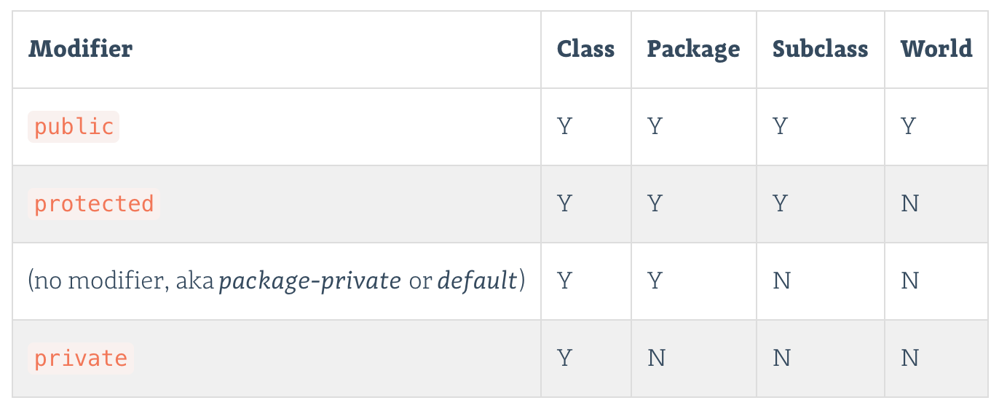 Modifier Class Package Subclass World
public Y Y Y Y
protected Y Y Y N
(no modifier, aka package-private or default) Y Y N N
private Y N N N